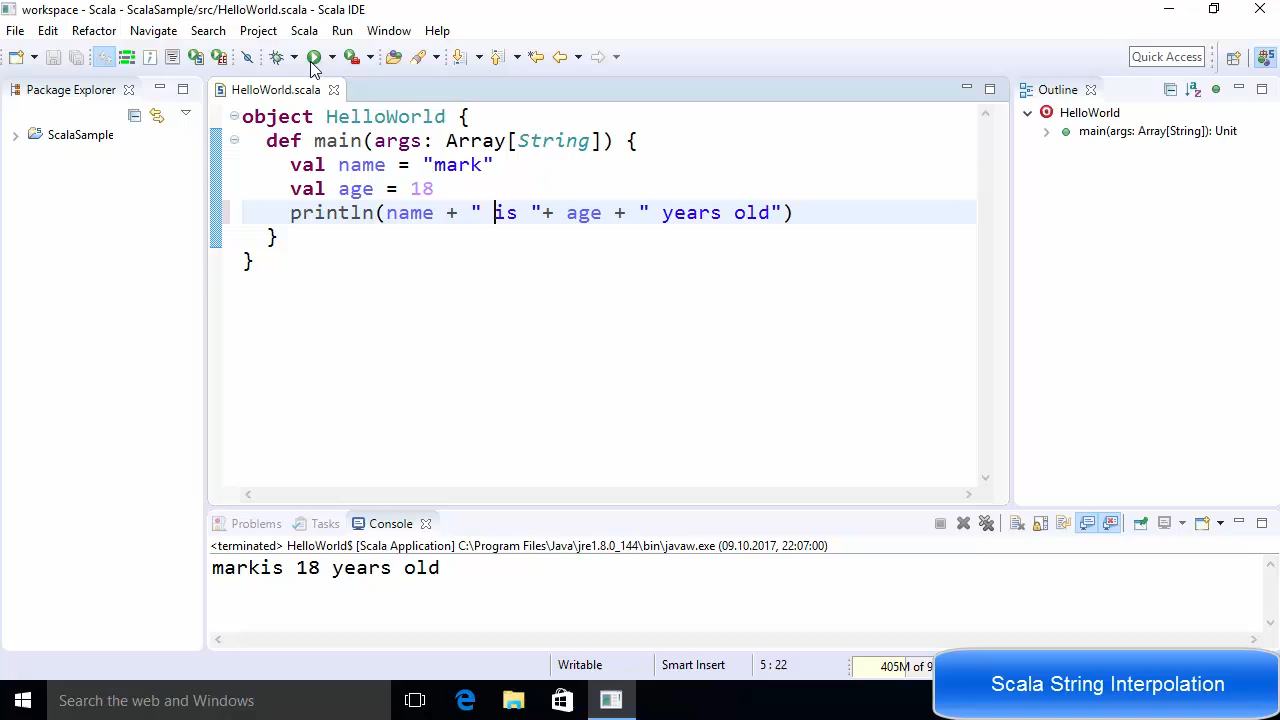 workspace - Scala - ScalaSample/src/HelloWorld.scala - Scala IDE
File Edit Refactor Navigate Search Project Scala Run Window Help
Quick Access
Package Explorer
ScalaSample
HelloWorld.scala
object HelloWorld {
def main(args: Array[String]) {
val name = "mark"
val age = 18
println(name + " is "+ age + " years old")
}
}
Outline
HelloWorld
main(args: Array[String]): Unit
Problems Tasks Console
<terminated> HelloWorld$ [Scala Application] C:\Program Files\Java\jre1.8.0_144\bin\javaw.exe (09.10.2017, 22:07:00)
markis 18 years old
Writable Smart Insert 5 : 22 405M of 9
Scala String Interpolation
Search the web and Windows